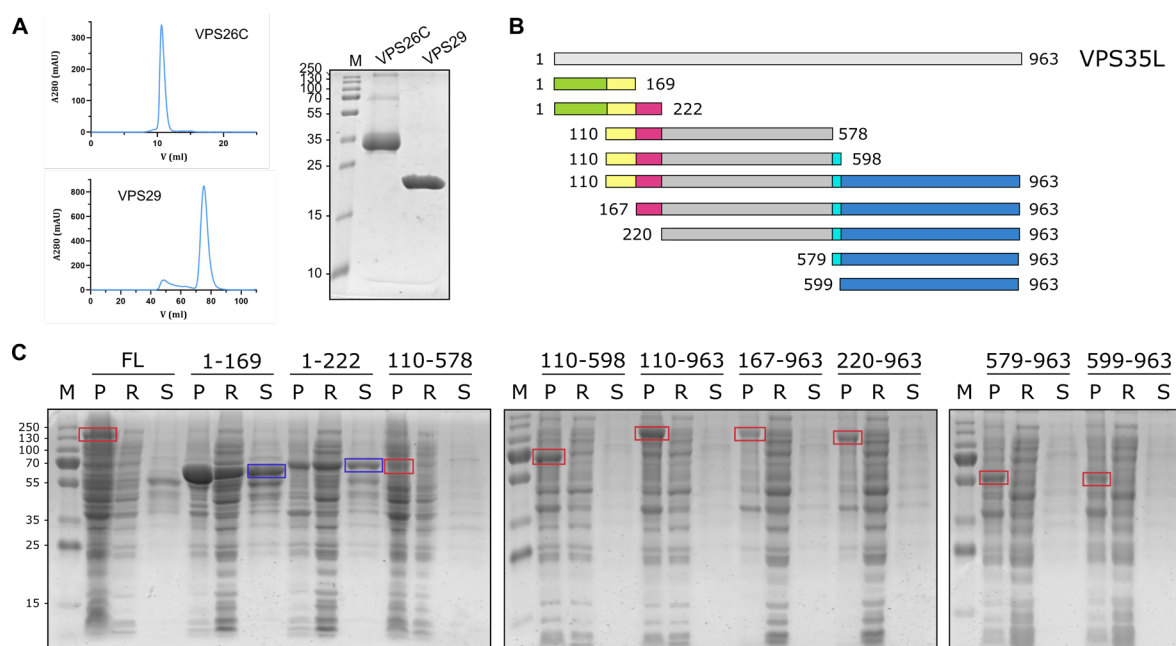 A
VPS26C
A280 (mAU)
300
200
100
0
0 10 20
V (ml)
VPS29
A280 (mAU)
800
600
400
200
0
0 20 40 60 80 100
V (ml)
M VPS26C VPS29
250
130
100
70
55
35
25
15
10
B
1 963 VPS35L
1 169
1 222
110 578
110 598
110 963
167 963
220 963
579 963
599 963
C
FL 1-169 1-222 110-578
M P R S P R S P R S P R S
250
130
100
70
55
35
25
15
110-598 110-963 167-963 220-963
M P R S P R S P R S P R S
579-963 599-963
M P R S P R S